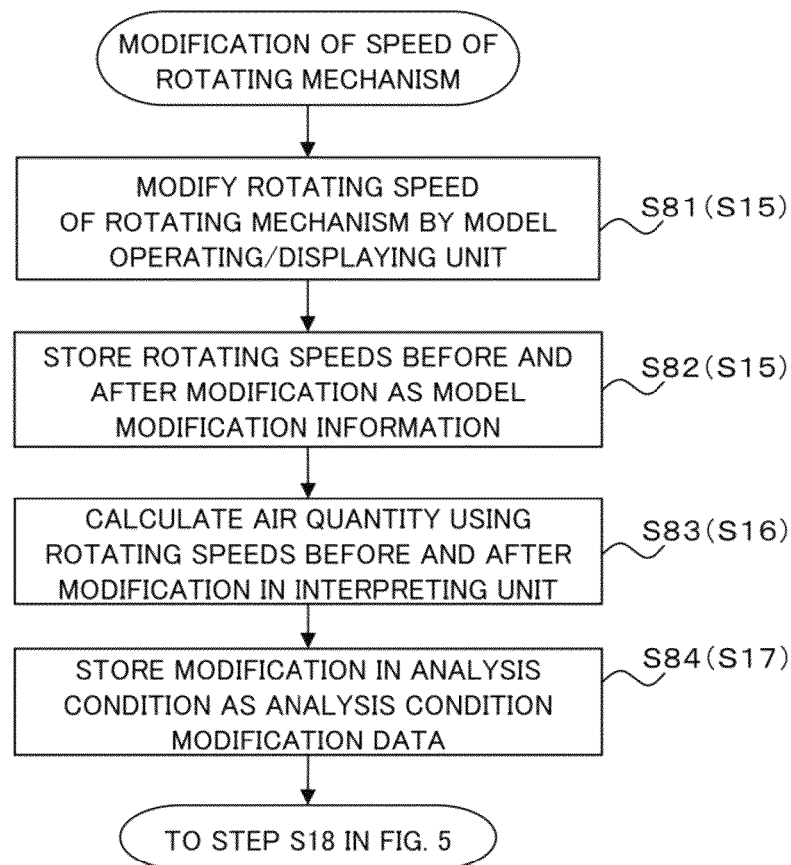 MODIFICATION OF SPEED OF
ROTATING MECHANISM
MODIFY ROTATING SPEED
OF ROTATING MECHANISM BY MODEL
OPERATING/DISPLAYING UNIT
S81(S15)
STORE ROTATING SPEEDS BEFORE AND
AFTER MODIFICATION AS MODEL
MODIFICATION INFORMATION
S82(S15)
CALCULATE AIR QUANTITY USING
ROTATING SPEEDS BEFORE AND AFTER
MODIFICATION IN INTERPRETING UNIT
S83(S16)
STORE MODIFICATION IN ANALYSIS
CONDITION AS ANALYSIS CONDITION
MODIFICATION DATA
S84(S17)
TO STEP S18 IN FIG. 5